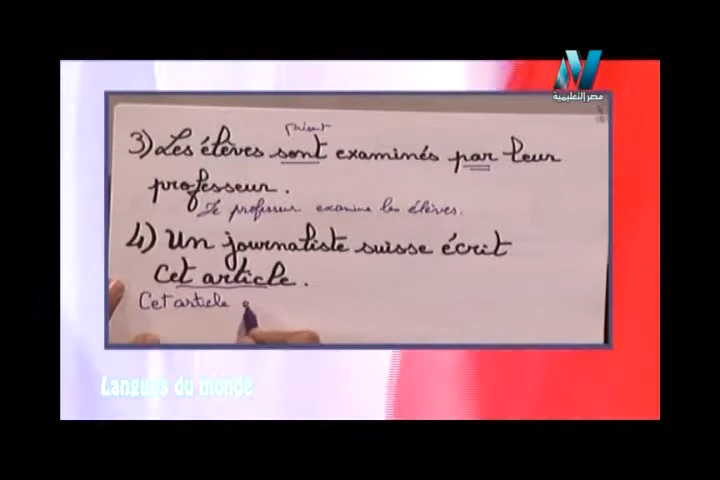 مصر التعليمية
présent
3) Les élèves sont examinés par leur
professeur.
Le professeur examine les élèves.
4) Un journaliste suisse écrit
cet article.
Cet article e
Langues du monde